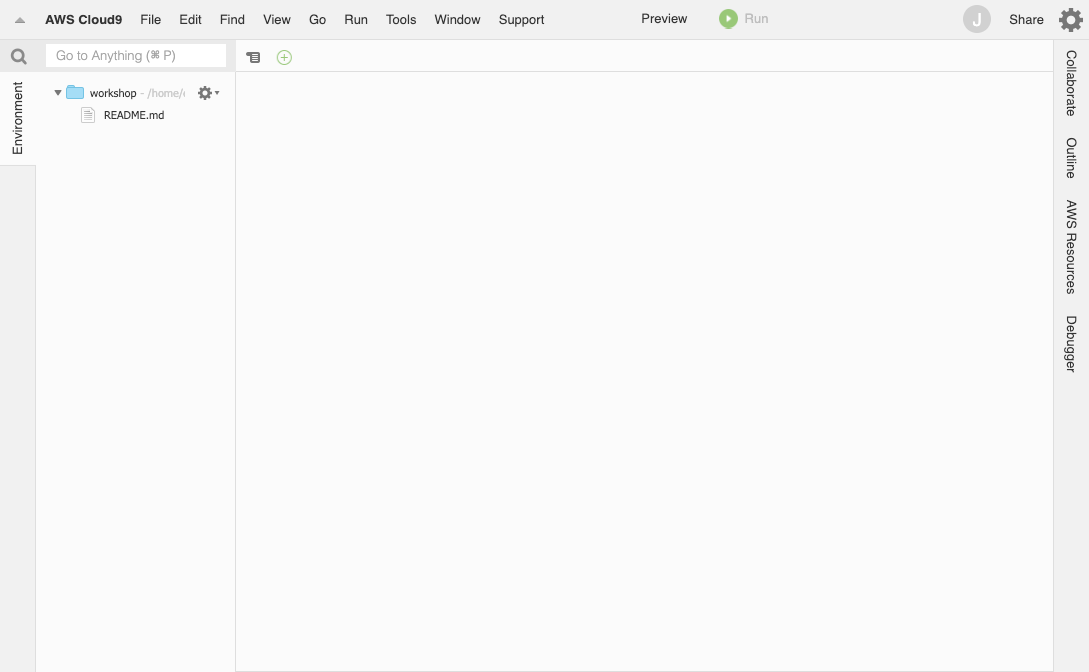 AWS Cloud9 File Edit Find View Go Run Tools Window Support Preview Run J Share
Go to Anything (⌘ P)
workshop - /home/
README.md
Environment
Collaborate
Outline
AWS Resources
Debugger